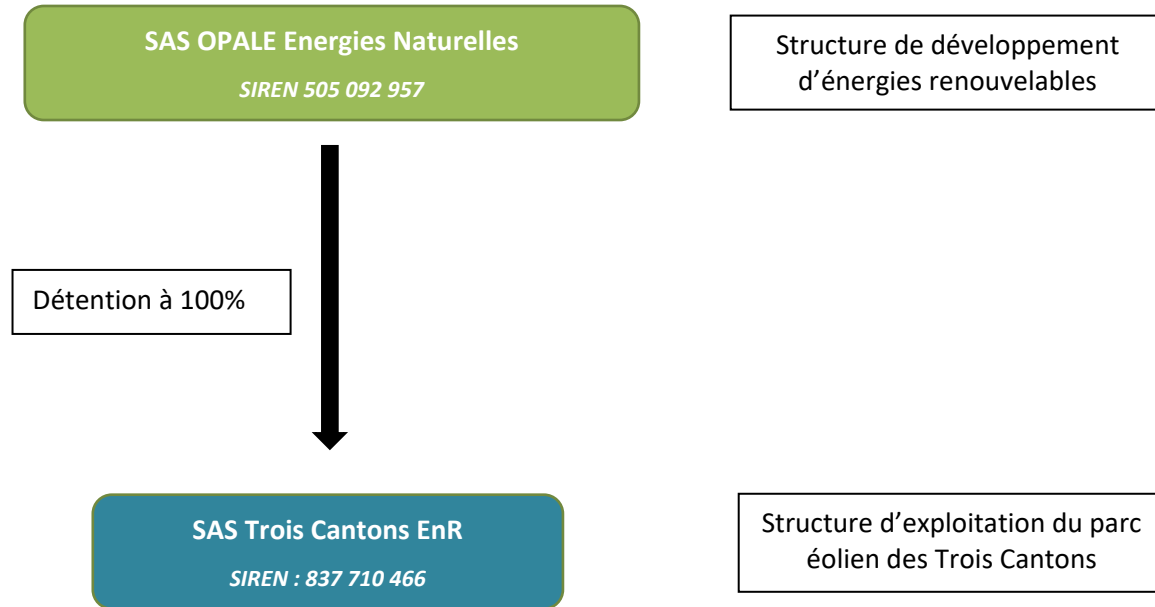 SAS OPALE Energies Naturelles
SIREN 505 092 957
Structure de développement
d’énergies renouvelables
Détention à 100%
SAS Trois Cantons EnR
SIREN : 837 710 466
Structure d’exploitation du parc
éolien des Trois Cantons